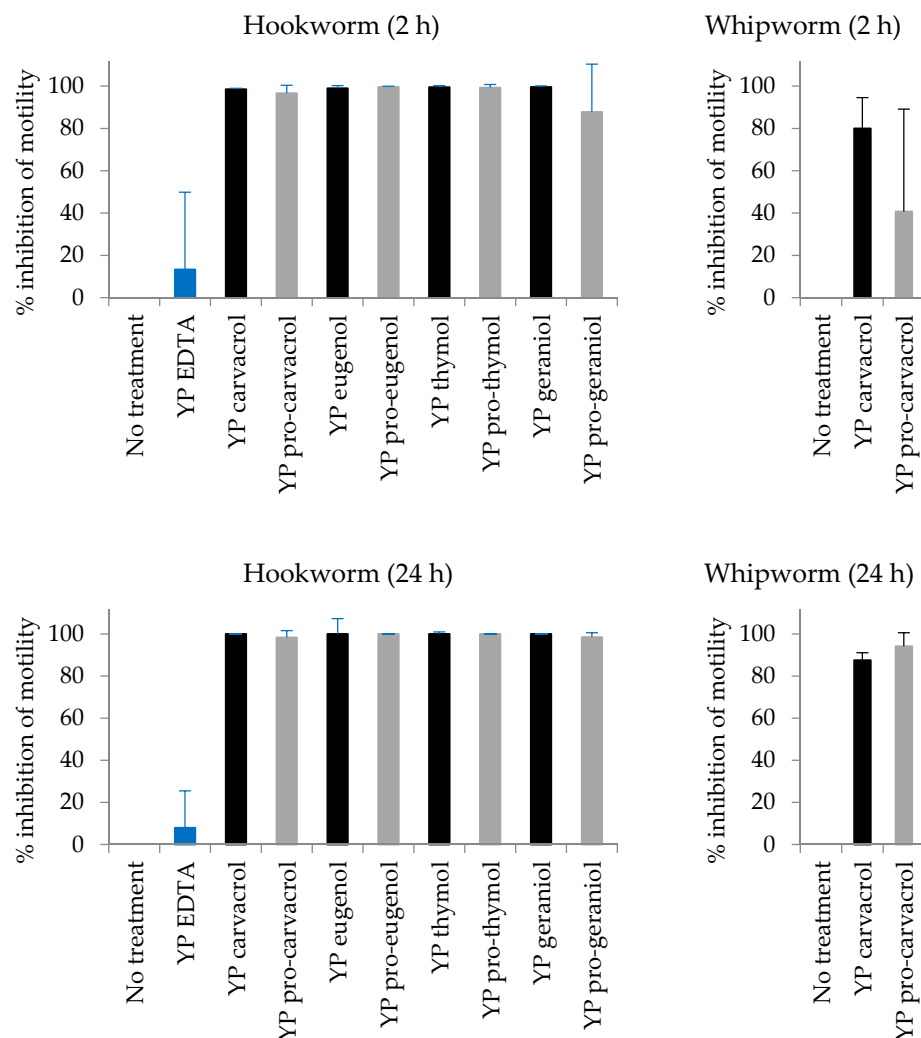 Hookworm (2 h)
% inhibition of motility
100
80
60
40
20
0
No treatment
YP EDTA
YP carvacrol
YP pro-carvacrol
YP eugenol
YP pro-eugenol
YP thymol
YP pro-thymol
YP geraniol
YP pro-geraniol
Whipworm (2 h)
% inhibition of motility
100
80
60
40
20
0
No treatment
YP carvacrol
YP pro-carvacrol
Hookworm (24 h)
% inhibition of motility
100
80
60
40
20
0
No treatment
YP EDTA
YP carvacrol
YP pro-carvacrol
YP eugenol
YP pro-eugenol
YP thymol
YP pro-thymol
YP geraniol
YP pro-geraniol
Whipworm (24 h)
% inhibition of motility
100
80
60
40
20
0
No treatment
YP carvacrol
YP pro-carvacrol